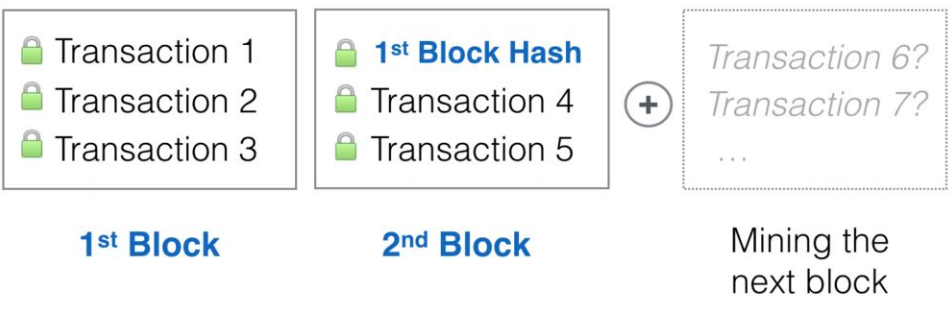 Transaction 1
Transaction 2
Transaction 3
1st Block
1st Block Hash
Transaction 4
Transaction 5
2nd Block
+
Transaction 6?
Transaction 7?
...
Mining the
next block